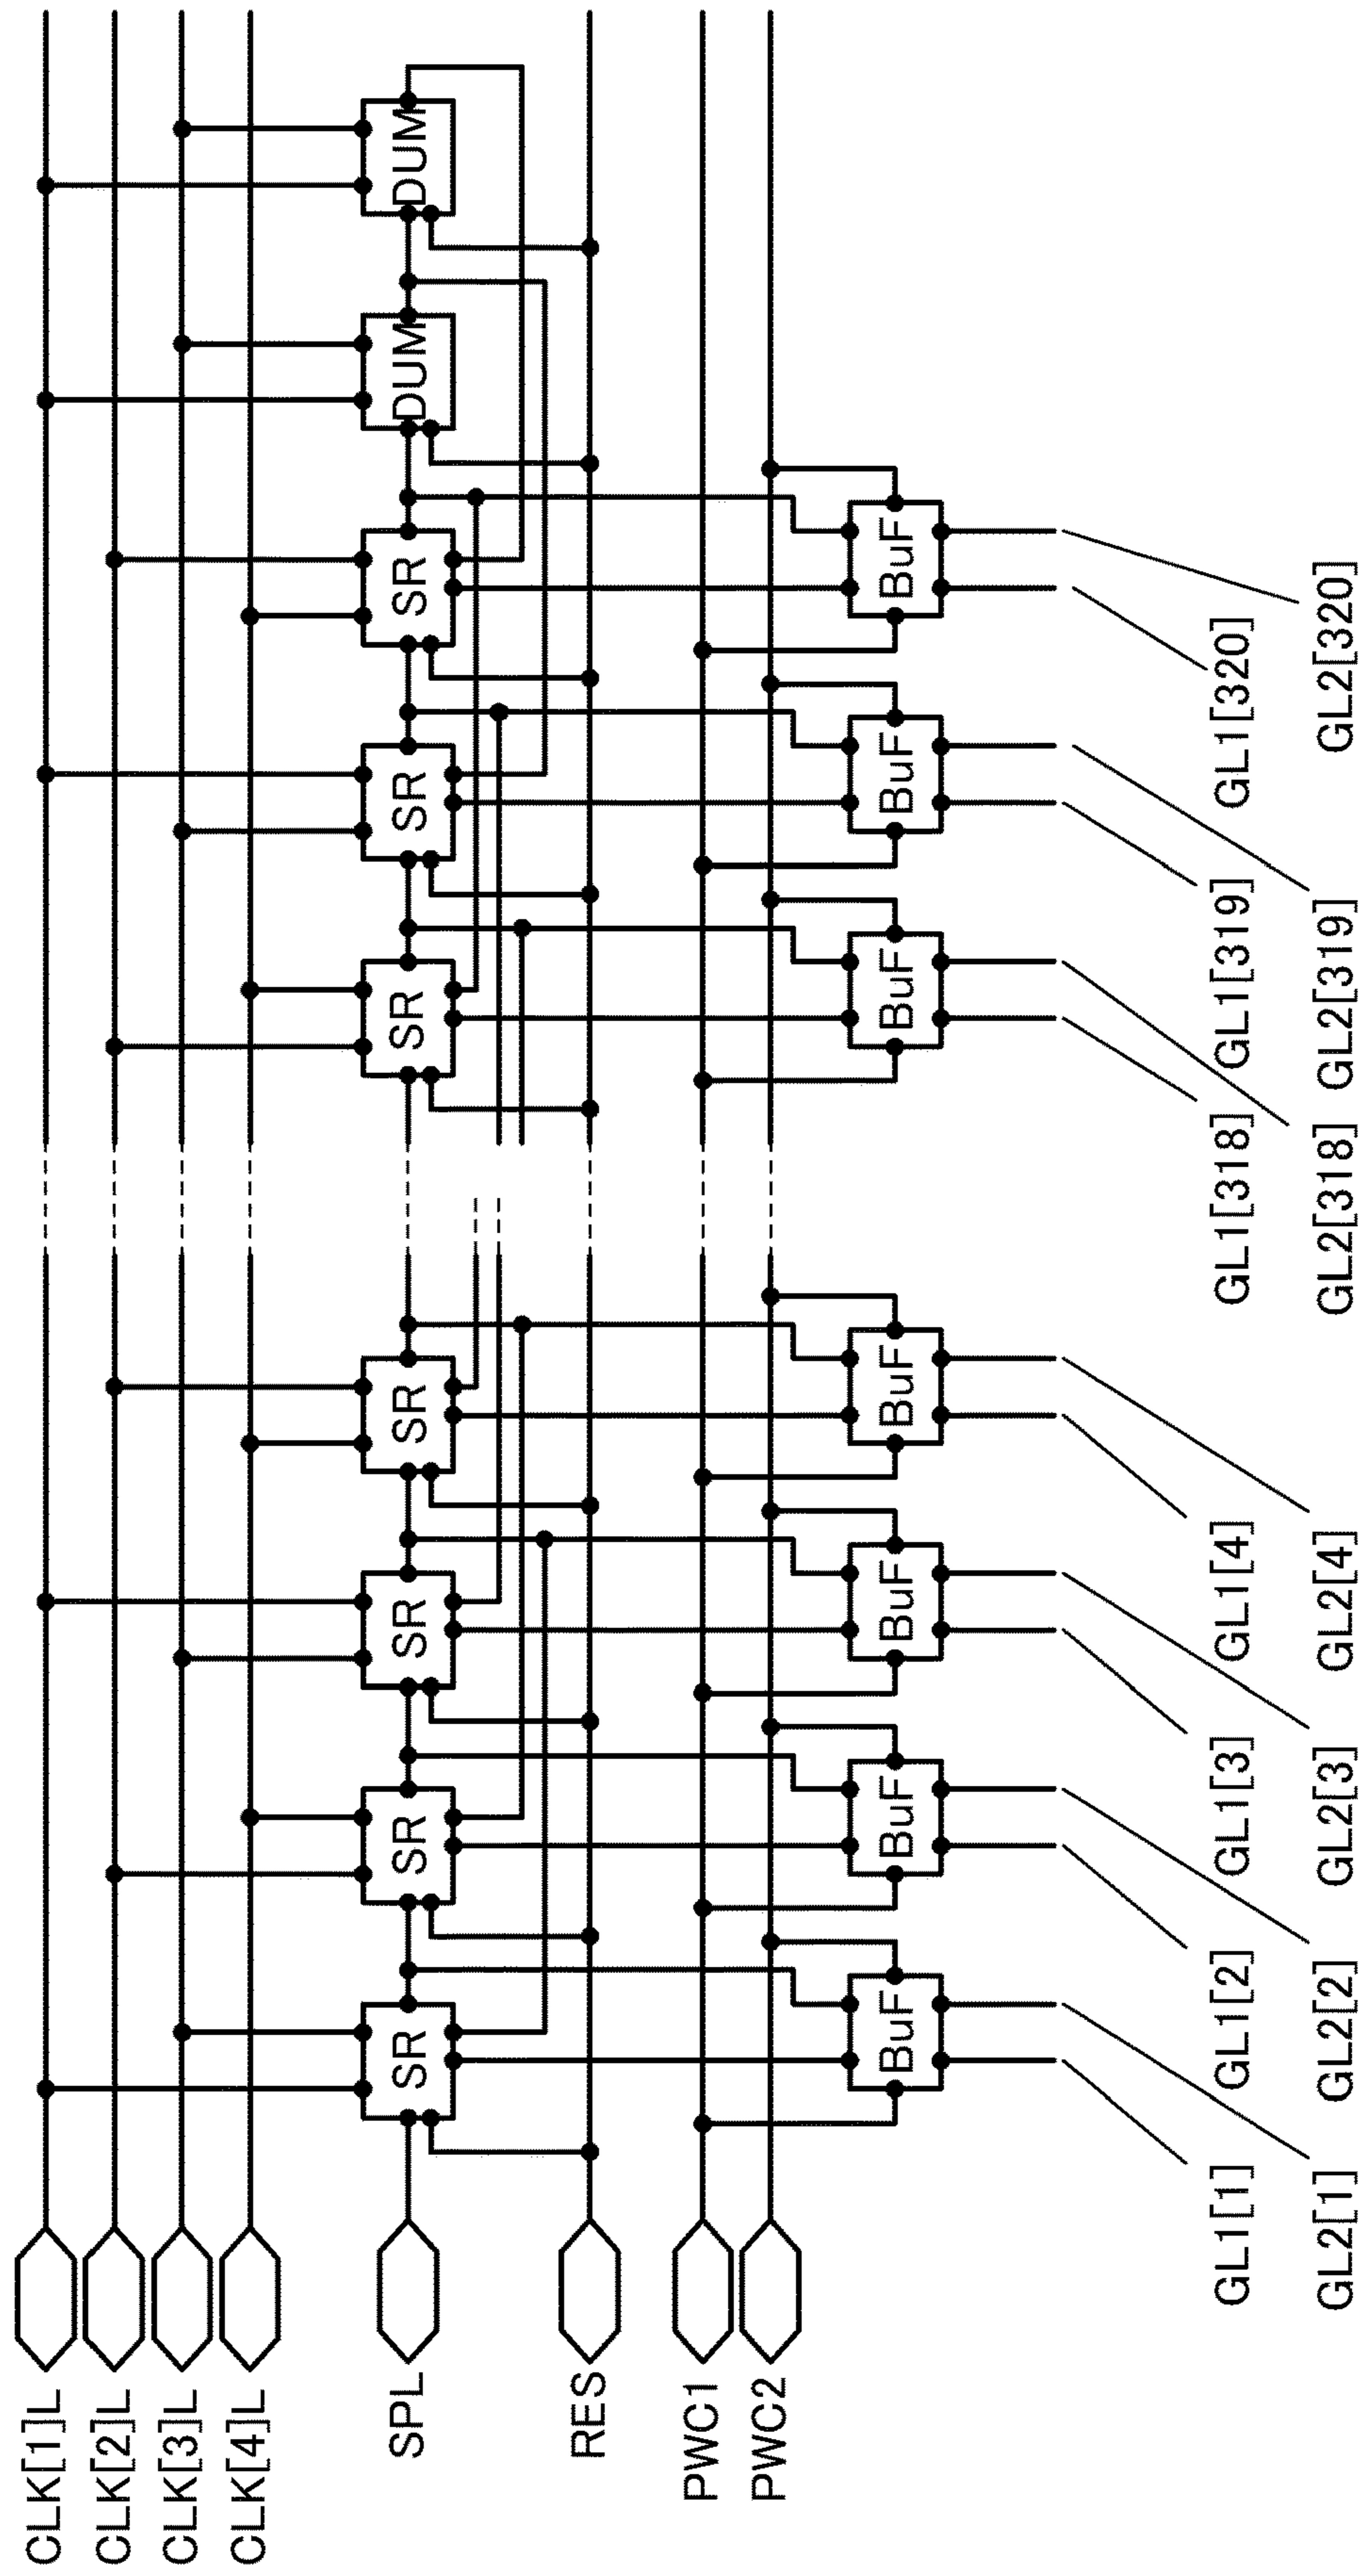 CLK[1]L
CLK[2]L
CLK[3]L
CLK[4]L
SPL
RES
PWC1
PWC2
SR
SR
SR
SR
SR
SR
SR
DUM
DUM
BuF
BuF
BuF
BuF
BuF
BuF
BuF
GL1[1]
GL1[2]
GL1[3]
GL1[4]
GL1[318]
GL1[319]
GL1[320]
GL2[1]
GL2[2]
GL2[3]
GL2[4]
GL2[318]
GL2[319]
GL2[320]